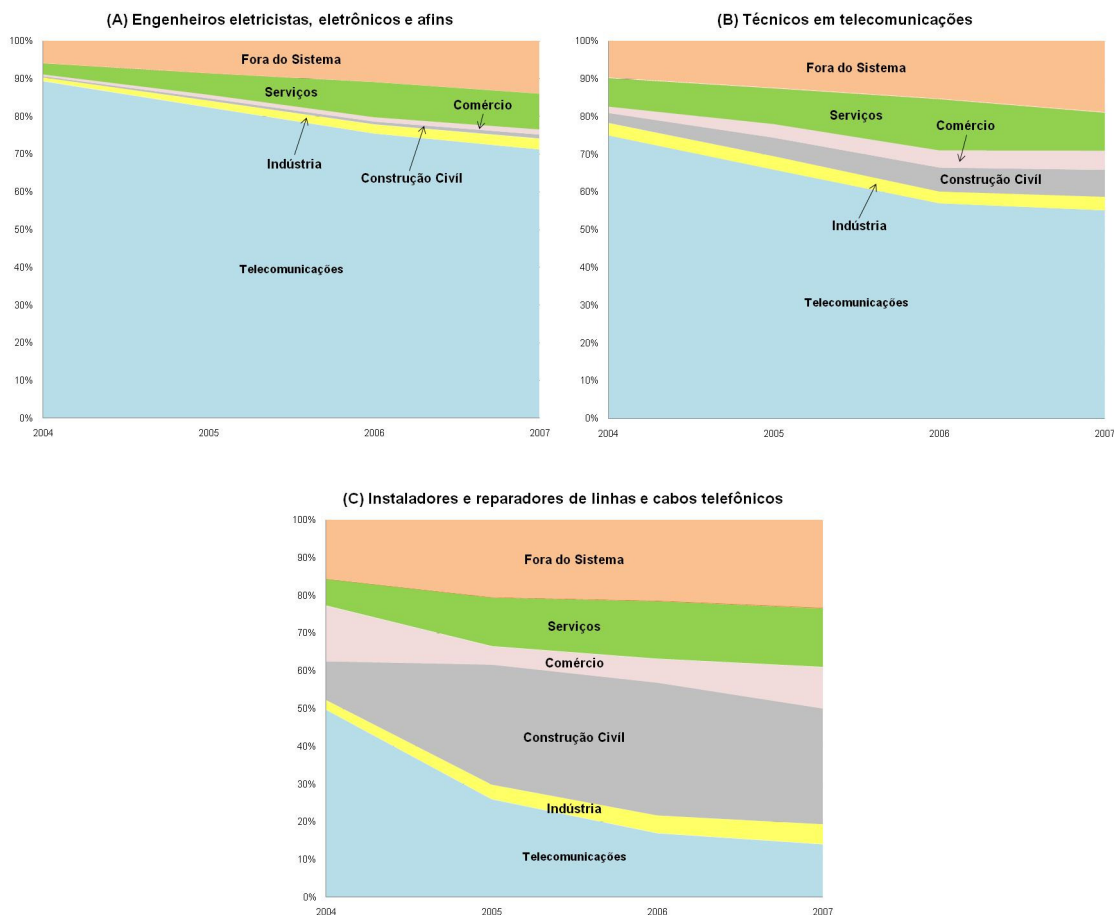 (A) Engenheiros eletricistas, eletrônicos e afins
100%
90%
80%
70%
60%
50%
40%
30%
20%
10%
0%
Fora do Sistema
Serviços
Comércio
Indústria
Construção Civíl
Telecomunicações
2004 2005 2006 2007
(B) Técnicos em telecomunicações
100%
90%
80%
70%
60%
50%
40%
30%
20%
10%
0%
Fora do Sistema
Serviços
Comércio
Construção Civíl
Indústria
Telecomunicações
2004 2005 2006 2007
(C) Instaladores e reparadores de linhas e cabos telefônicos
100%
90%
80%
70%
60%
50%
40%
30%
20%
10%
0%
Fora do Sistema
Serviços
Comércio
Construção Civíl
Indústria
Telecomunicações
2004 2005 2006 2007